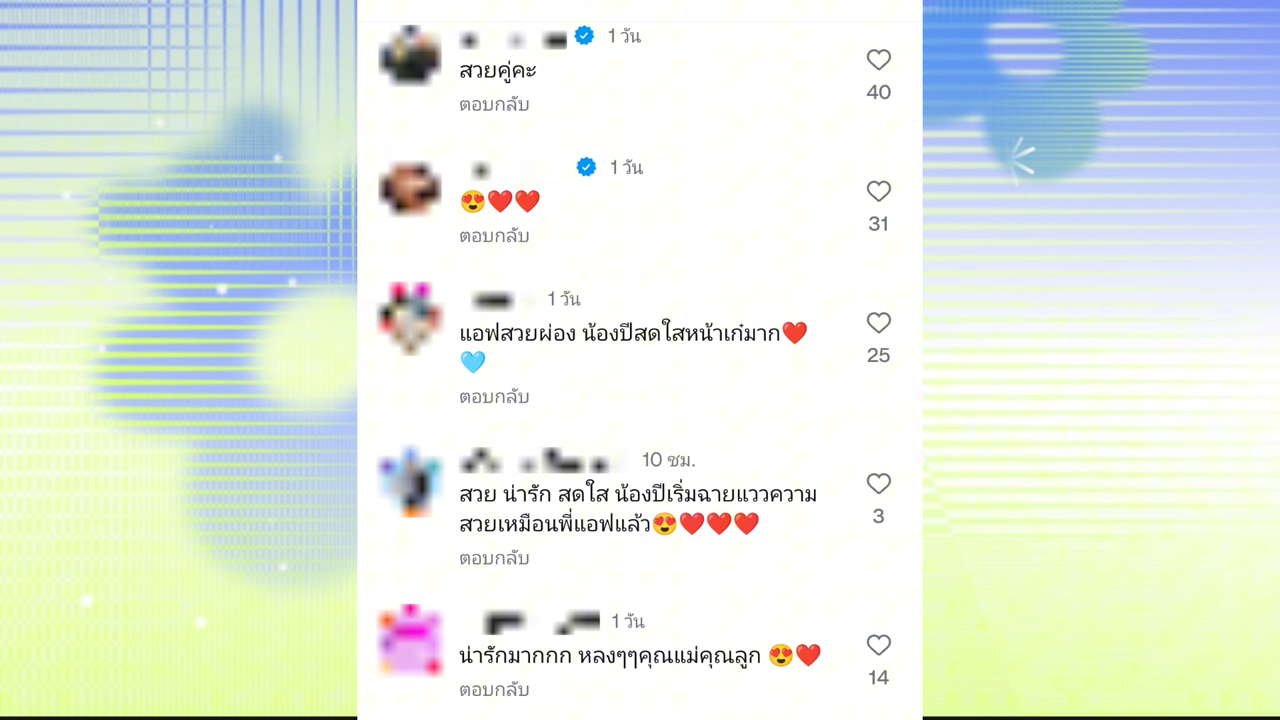 1 วัน
สวยคู่คะ
40
ตอบกลับ
1 วัน
😍❤️❤️
31
ตอบกลับ
1 วัน
แอฟสวยผ่อง น้องปีสดใสหน้าเก๋มาก❤️
🩵
25
ตอบกลับ
10 ชม.
สวย น่ารัก สดใส น้องปีเริ่มฉายแววความ
สวยเหมือนพี่แอฟแล้ว😍❤️❤️❤️
3
ตอบกลับ
1 วัน
น่ารักมากกก หลงๆๆคุณแม่คุณลูก 😍❤️
14
ตอบกลับ